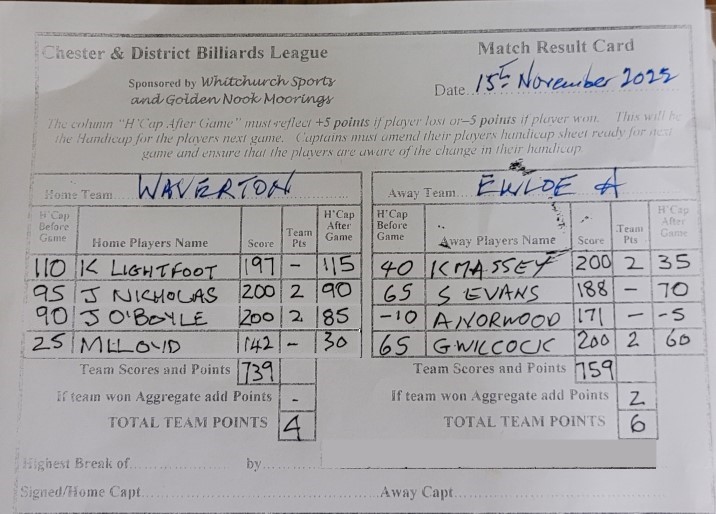 Chester & District Billiards League
Match Result Card
Sponsored by Whitchurch Sports
and Golden Nook Moorings
Date.. 15th November 2022
The column "H'Cap After Game" must reflect +5 points if player lost or -5 points if player won. This will be
the Handicap for the players next game. Captains must amend their players handicap sheet ready for next
game and ensure that the players are aware of the change in their handicap
Home Team.... WAVERTON
Away Team.... EWLOE A
H'Cap Before Game Home Players Name Score Team Pts H'Cap After Game
H'Cap Before Game Away Players Name Score Team Pts H'Cap After Game
110 K LIGHTFOOT 197 - 115
40 K MASSEY 200 2 35
95 J NICHOLAS 200 2 90
65 S EVANS 188 - 70
90 J O'BOYLE 200 2 85
-10 A NORWOOD 171 - -5
25 M LLOYD 142 - 30
65 G WILCOCK 200 2 60
Team Scores and Points 739
Team Scores and Points 759
If team won Aggregate add Points -
If team won Aggregate add Points 2
TOTAL TEAM POINTS 4
TOTAL TEAM POINTS 6
Highest Break of.................. by..................
Signed/Home Capt..................
Away Capt..................